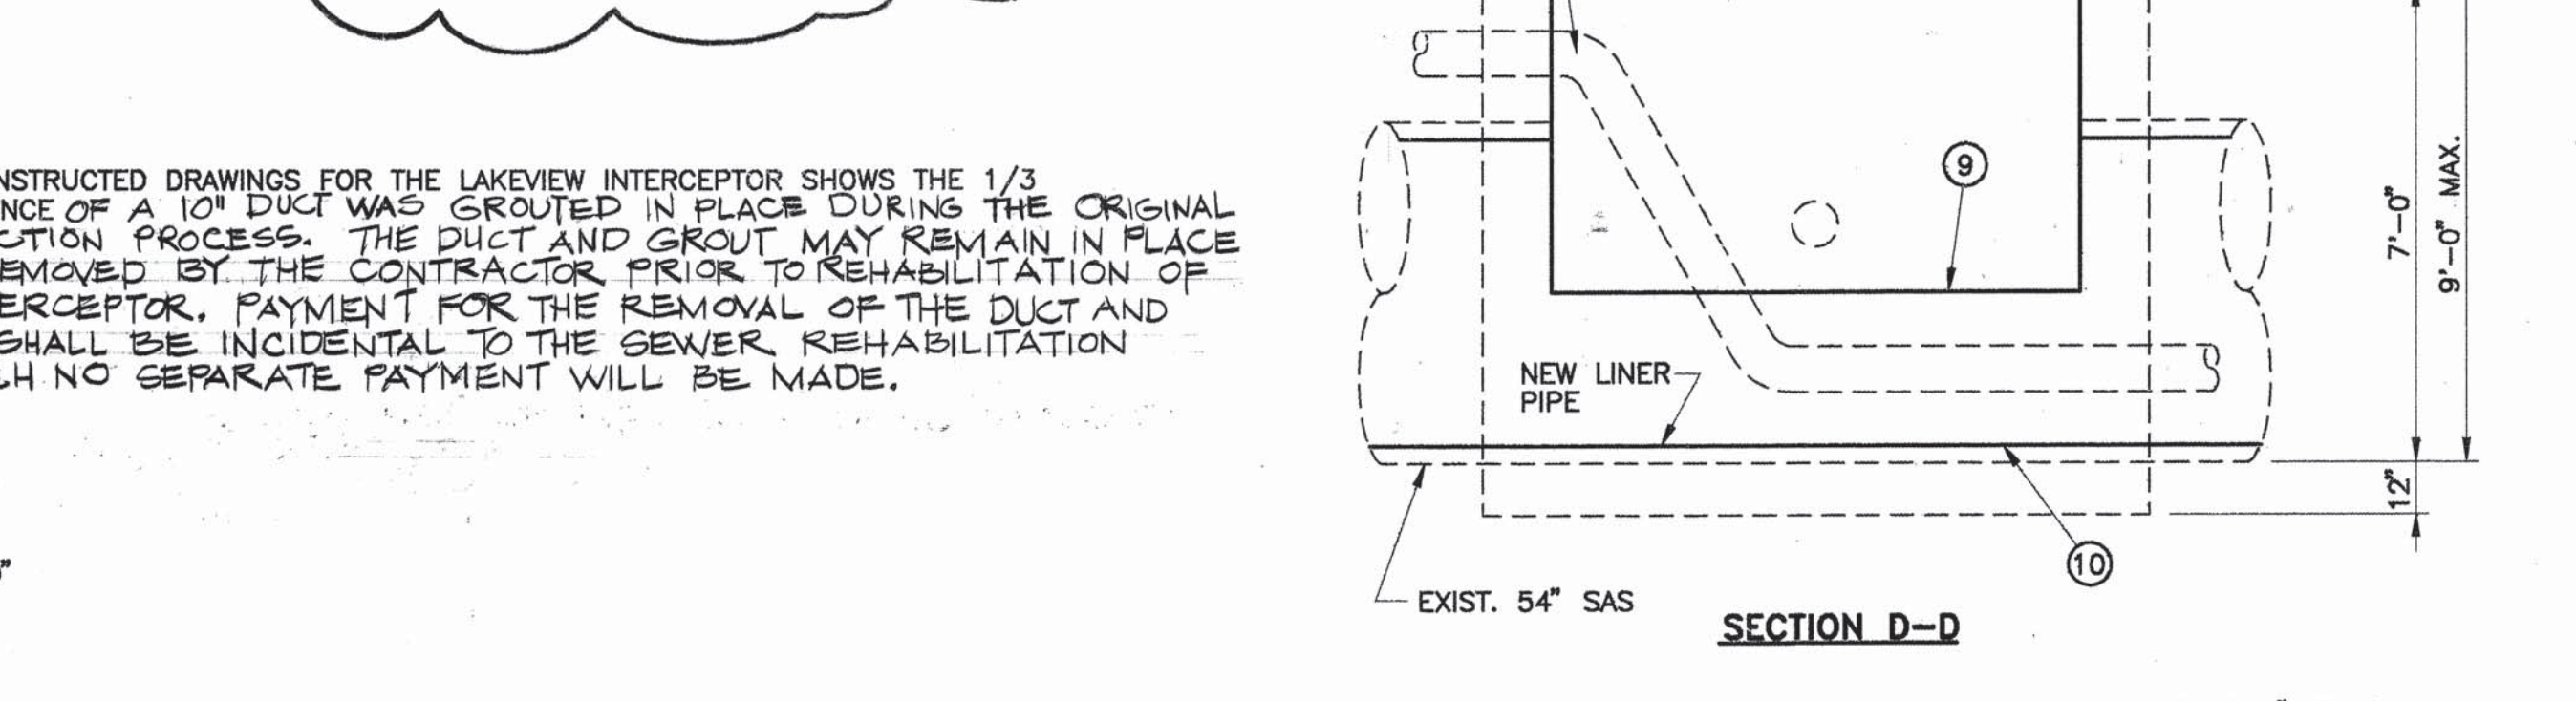 NSTRUCTED DRAWINGS FOR THE LAKEVIEW INTERCEPTOR SHOWS THE 1/3
NCE OF A 10" DUCT WAS GROUTED IN PLACE DURING THE ORIGINAL
CTION PROCESS. THE DUCT AND GROUT MAY REMAIN IN PLACE
EMOVED BY THE CONTRACTOR PRIOR TO REHABILITATION OF
ERCEPTOR. PAYMENT FOR THE REMOVAL OF THE DUCT AND
SHALL BE INCIDENTAL TO THE SEWER REHABILITATION
H NO SEPARATE PAYMENT WILL BE MADE.
9
7'-0"
9'-0" MAX.
NEW LINER
PIPE
12"
10
EXIST. 54" SAS
SECTION D-D